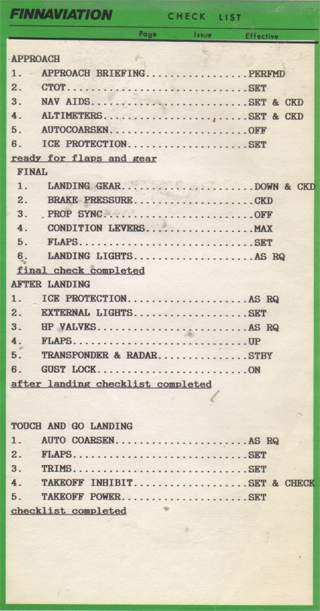 FINNAVIATION CHECK LIST
Page Issue Effective
APPROACH
1. APPROACH BRIEFING...............PERFMD
2. CTOT............................SET
3. NAV AIDS........................SET & CKD
4. ALTIMETERS......................SET & CKD
5. AUTOCOARSEN.....................OFF
6. ICE PROTECTION..................SET
ready for flaps and gear
FINAL
1. LANDING GEAR....................DOWN & CKD
2. BRAKE PRESSURE..................CKD
3. PROP SYNC.......................OFF
4. CONDITION LEVERS................MAX
5. FLAPS...........................SET
6. LANDING LIGHTS..................AS RQ
final check completed
AFTER LANDING
1. ICE PROTECTION..................AS RQ
2. EXTERNAL LIGHTS.................SET
3. HP VALVES.......................AS RQ
4. FLAPS...........................UP
5. TRANSPONDER & RADAR.............STBY
6. GUST LOCK.......................ON
after landing checklist completed
TOUCH AND GO LANDING
1. AUTO COARSEN....................AS RQ
2. FLAPS...........................SET
3. TRIMS...........................SET
4. TAKEOFF INHIBIT.................SET & CHECK
5. TAKEOFF POWER...................SET
checklist completed